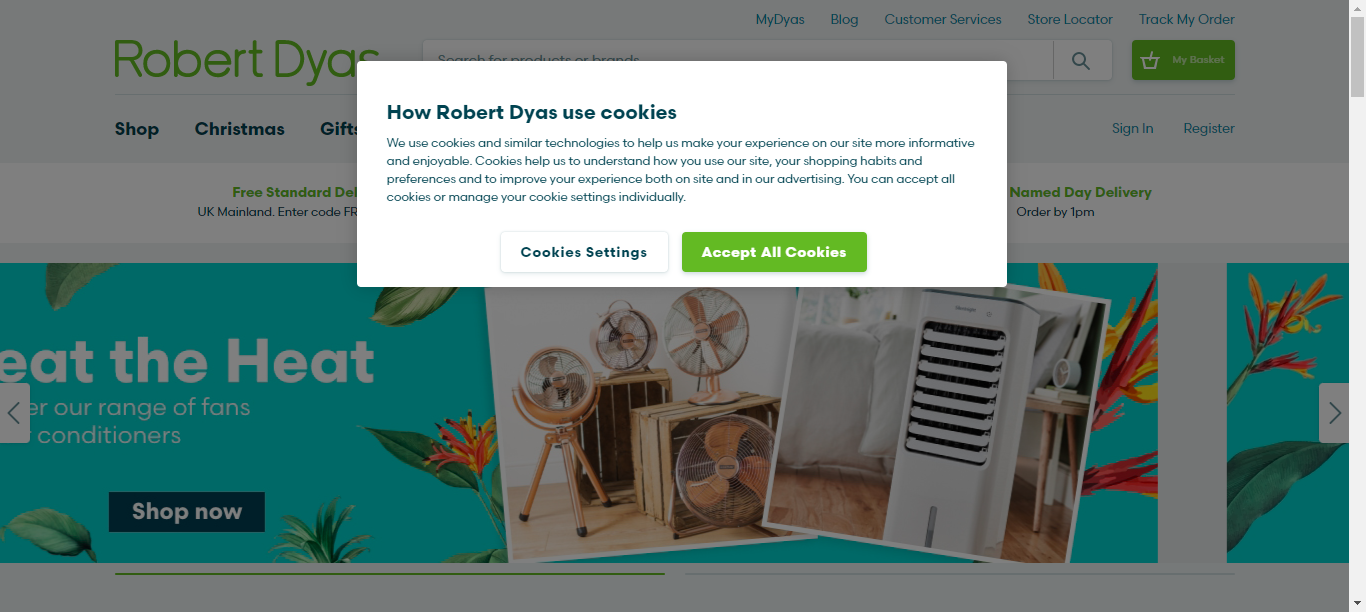 MyDyas Blog Customer Services Store Locator Track My Order
Robert Dyas
Search for products or brands
My Basket
Shop Christmas Gifts
Sign In Register
How Robert Dyas use cookies
We use cookies and similar technologies to help us make your experience on our site more informative
and enjoyable. Cookies help us to understand how you use our site, your shopping habits and
preferences and to improve your experience both on site and in our advertising. You can accept all
cookies or manage your cookie settings individually.
Cookies Settings Accept All Cookies
Free Standard Del
UK Mainland. Enter code FR
Named Day Delivery
Order by 1pm
eat the Heat
er our range of fans
conditioners
Shop now